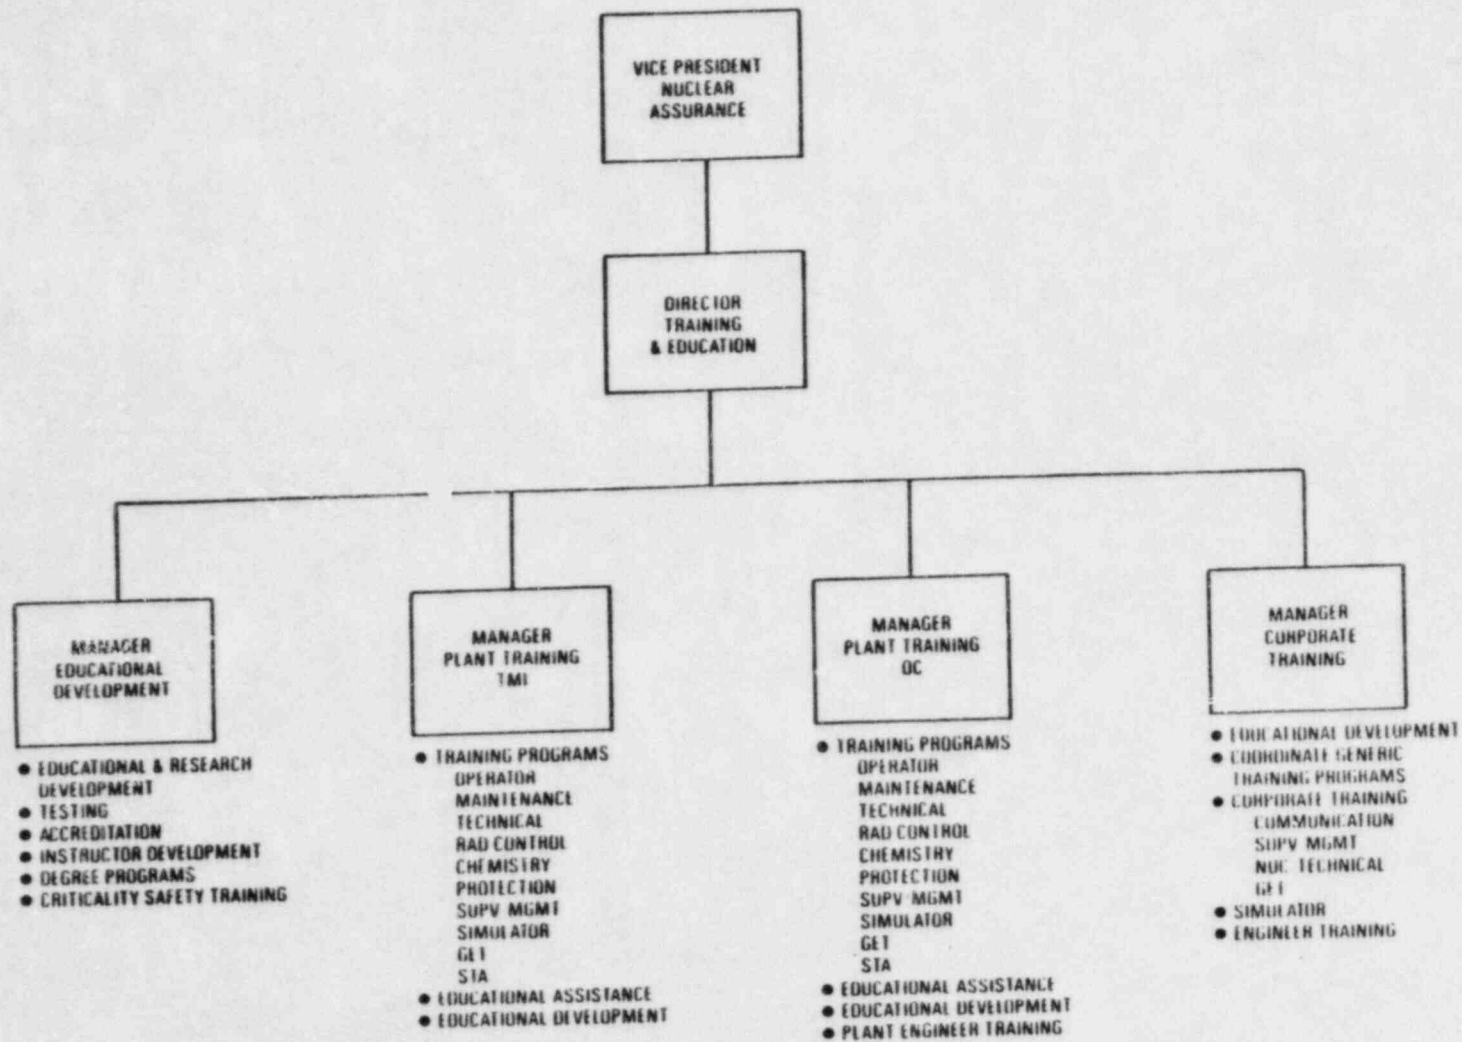 VICE PRESIDENT
NUCLEAR
ASSURANCE
DIRECTOR
TRAINING
& EDUCATION
MANAGER
EDUCATIONAL
DEVELOPMENT
● EDUCATIONAL & RESEARCH
DEVELOPMENT
● TESTING
● ACCREDITATION
● INSTRUCTOR DEVELOPMENT
● DEGREE PROGRAMS
● CRITICALITY SAFETY TRAINING
MANAGER
PLANT TRAINING
TMI
● TRAINING PROGRAMS
OPERATOR
MAINTENANCE
TECHNICAL
RAD CONTROL
CHEMISTRY
PROTECTION
SUPV MGMT
SIMULATOR
GET
STA
● EDUCATIONAL ASSISTANCE
● EDUCATIONAL DEVELOPMENT
MANAGER
PLANT TRAINING
OC
● TRAINING PROGRAMS
OPERATOR
MAINTENANCE
TECHNICAL
RAD CONTROL
CHEMISTRY
PROTECTION
SUPV MGMT
SIMULATOR
GET
STA
● EDUCATIONAL ASSISTANCE
● EDUCATIONAL DEVELOPMENT
● PLANT ENGINEER TRAINING
MANAGER
CORPORATE
TRAINING
● EDUCATIONAL DEVELOPMENT
● COORDINATE GENERIC
TRAINING PROGRAMS
● CORPORATE TRAINING
COMMUNICATION
SUPV MGMT
NUC TECHNICAL
GET
● SIMULATOR
● ENGINEER TRAINING